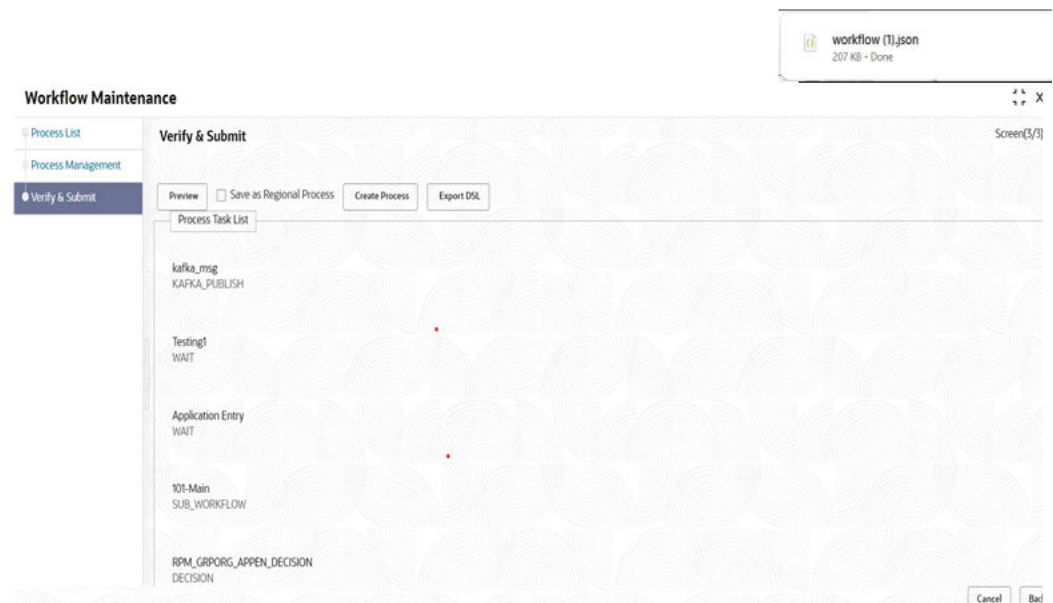 workflow (1).json
207 KB • Done
Workflow Maintenance
X
Process List
Process Management
Verify & Submit
Verify & Submit
Screen(3/3)
Preview
Save as Regional Process
Create Process
Export DSL
Process Task List
kafka_msg
KAFKA_PUBLISH
Testing1
WAIT
Application Entry
WAIT
101-Main
SUB_WORKFLOW
RPM_GRPORG_APPEN_DECISION
DECISION
Cancel
Back